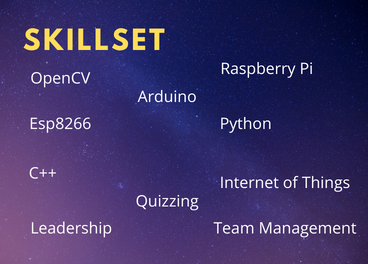 SKILLSET
OpenCV
Raspberry Pi
Arduino
Esp8266
Python
C++
Internet of Things
Quizzing
Leadership
Team Management